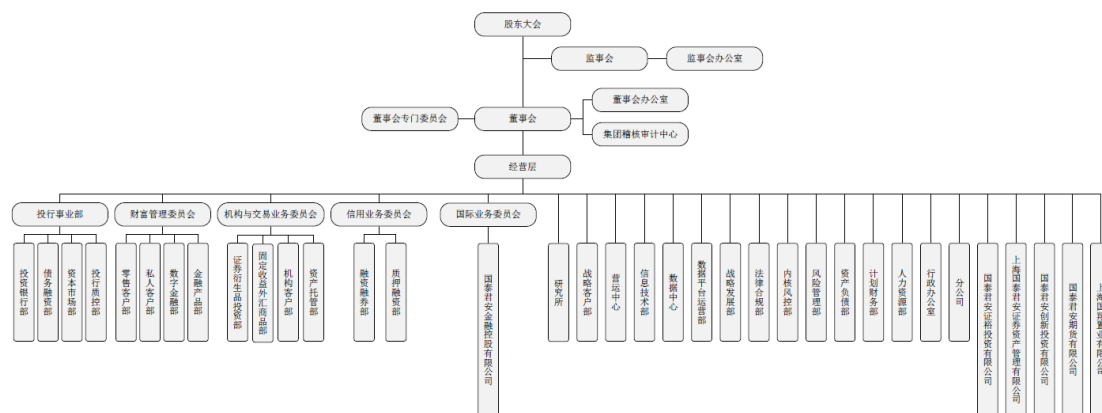 股东大会
监事会
监事会办公室
董事会办公室
董事会专门委员会
董事会
集团稽核审计中心
经营层
投行事业部
财富管理委员会
机构与交易业务委员会
信用业务委员会
国际业务委员会
投资银行部
债务融资部
资本市场部
投行质控部
零售客户部
私人客户部
数字金融部
金融产品部
证券衍生品投资部
固定收益外汇商品部
机构客户部
资产托管部
融资融券部
质押融资部
国泰君安金融控股有限公司
研究所
战略客户部
营运中心
信息技术部
数据中心
数据平台运营部
战略发展部
法律合规部
内核风控部
风险管理部
资产负债部
计划财务部
人力资源部
行政办公室
分公司
国泰君安证裕投资有限公司
上海国泰君安证券资产管理有限公司
国泰君安创新投资有限公司
国泰君安期货有限公司
上海国翔置业有限公司